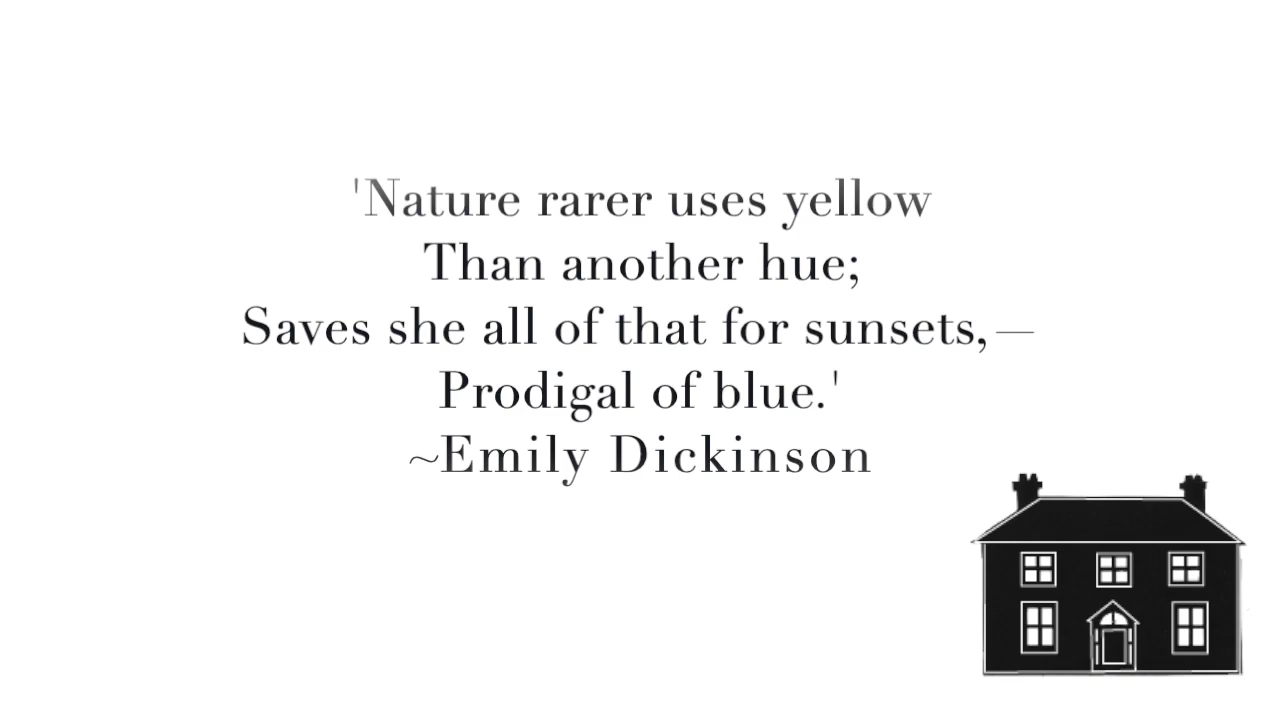 'Nature rarer uses yellow
Than another hue;
Saves she all of that for sunsets,—
Prodigal of blue.'
~Emily Dickinson